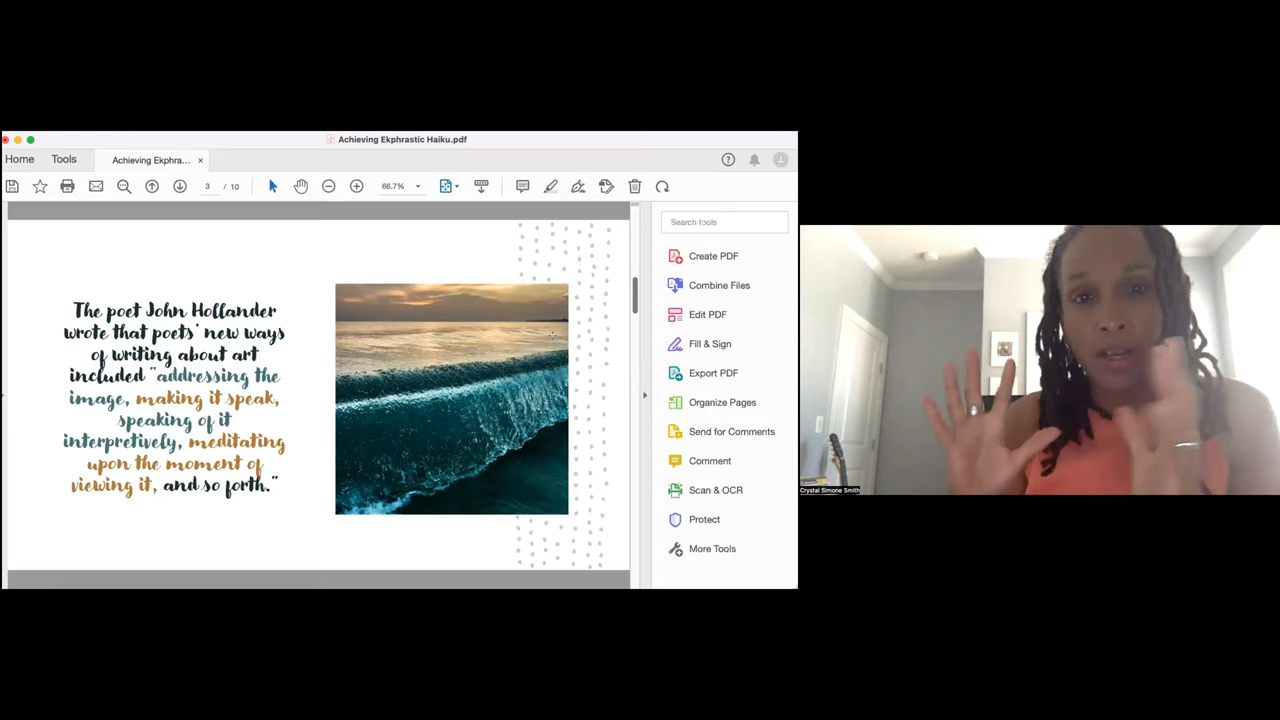 Achieving Ekphrastic Haiku.pdf
Home
Tools
Achieving Ekphra... ×
3 / 10
66.7%
The poet John Hollander
wrote that poets' new ways
of writing about art
included "addressing the
image, making it speak,
speaking of it
interpretively, meditating
upon the moment of
viewing it, and so forth."
Search tools
Create PDF
Combine Files
Edit PDF
Fill & Sign
Export PDF
Organize Pages
Send for Comments
Comment
Scan & OCR
Protect
More Tools
Crystal Simone Smith